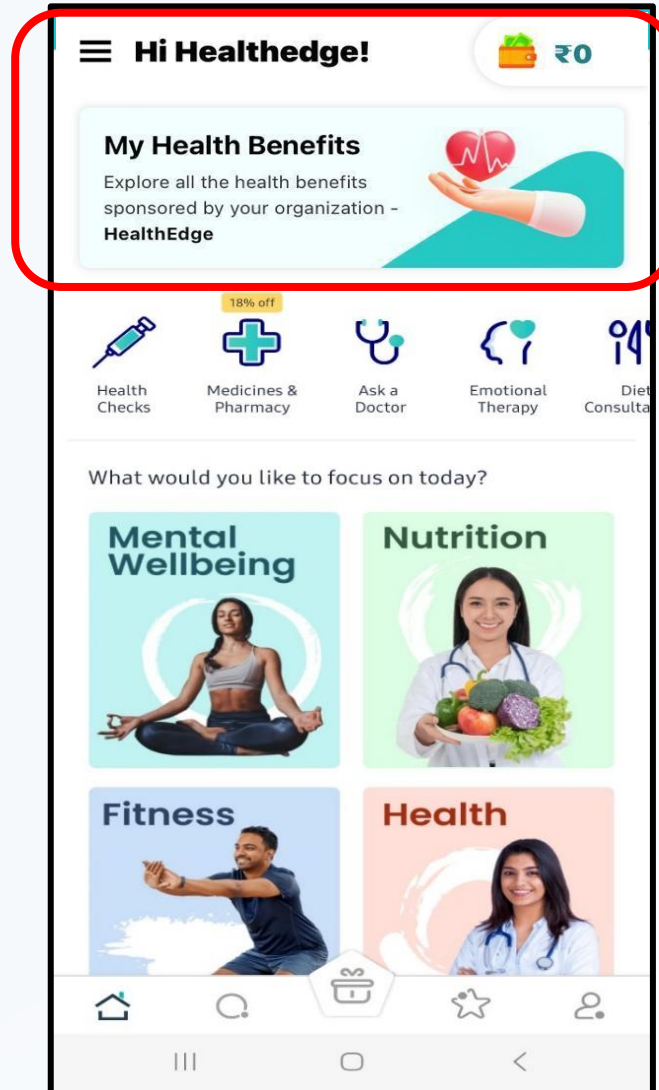 Hi Healthedge!
₹0
My Health Benefits
Explore all the health benefits
sponsored by your organization -
HealthEdge
18% off
Health
Checks
Medicines &
Pharmacy
Ask a
Doctor
Emotional
Therapy
Diet
Consulta
What would you like to focus on today?
Mental
Wellbeing
Nutrition
Fitness
Health